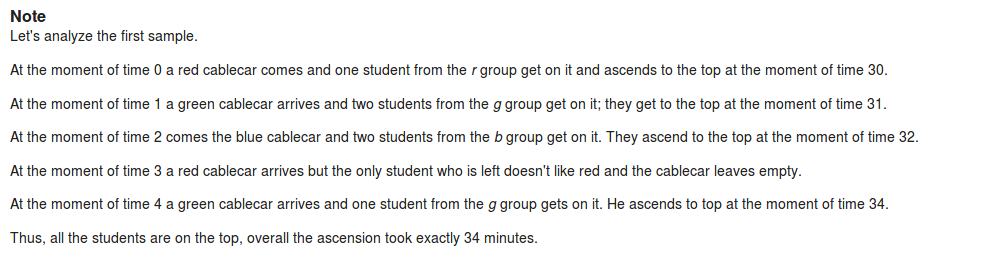 Note
Let's analyze the first sample.
At the moment of time 0 a red cablecar comes and one student from the r group get on it and ascends to the top at the moment of time 30.
At the moment of time 1 a green cablecar arrives and two students from the g group get on it; they get to the top at the moment of time 31.
At the moment of time 2 comes the blue cablecar and two students from the b group get on it. They ascend to the top at the moment of time 32.
At the moment of time 3 a red cablecar arrives but the only student who is left doesn't like red and the cablecar leaves empty.
At the moment of time 4 a green cablecar arrives and one student from the g group gets on it. He ascends to top at the moment of time 34.
Thus, all the students are on the top, overall the ascension took exactly 34 minutes.